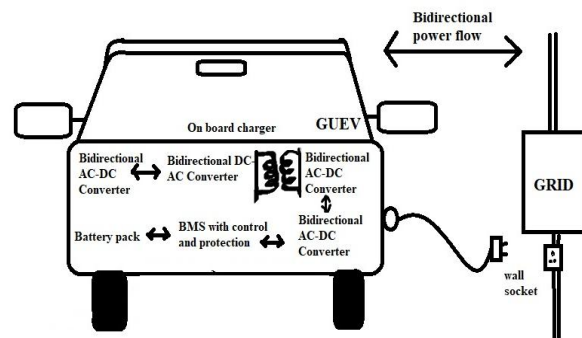 Bidirectional
power flow
GUEV
On board charger
Bidirectional
AC-DC
Converter
Bidirectional DC-
AC Converter
Bidirectional
AC-DC
Converter
Battery pack
BMS with control
and protection
Bidirectional
AC-DC
Converter
GRID
wall
socket